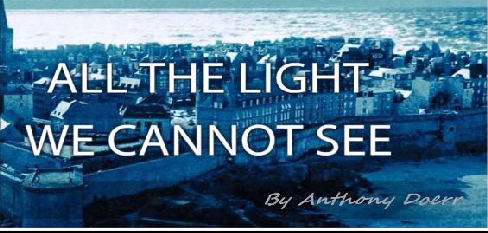 ALL THE LIGHT
WE CANNOT SEE
By Anthony Doerr